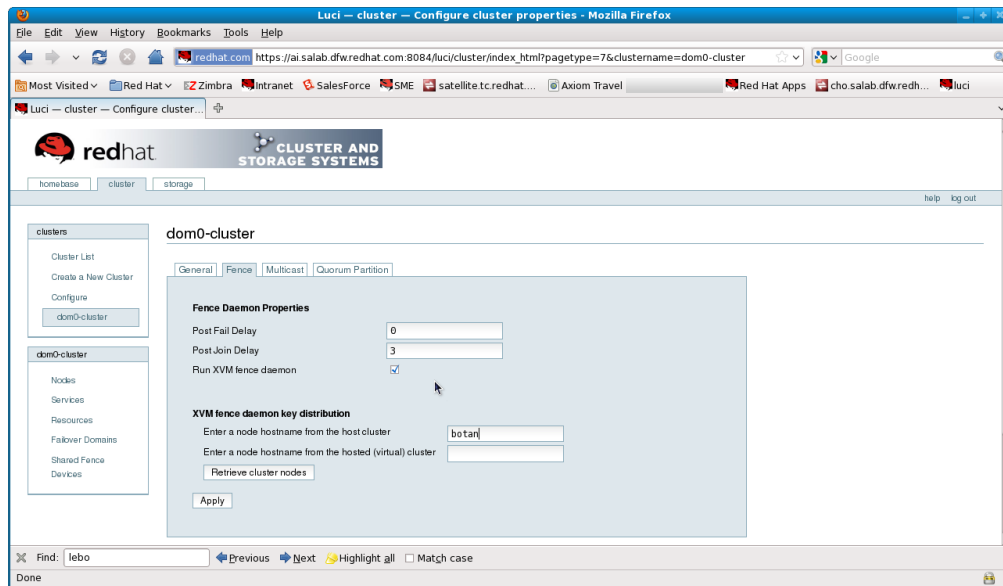 Luci — cluster — Configure cluster properties - Mozilla Firefox
File Edit View History Bookmarks Tools Help
redhat.com https://ai.salab.dfw.redhat.com:8084/luci/cluster/index_html?pagetype=7&clustername=dom0-cluster Google
Most Visited Red Hat Zimbra Intranet SalesForce SME satellite.tc.redhat.... Axiom Travel Red Hat Apps cho.salab.dfw.redh... luci
Luci — cluster — Configure cluster...
redhat. CLUSTER AND
STORAGE SYSTEMS
homebase cluster storage
help log out
clusters
Cluster List
Create a New Cluster
Configure
dom0-cluster
dom0-cluster
Nodes
Services
Resources
Failover Domains
Shared Fence
Devices
dom0-cluster
General Fence Multicast Quorum Partition
Fence Daemon Properties
Post Fail Delay 0
Post Join Delay 3
Run XVM fence daemon
XVM fence daemon key distribution
Enter a node hostname from the host cluster botan
Enter a node hostname from the hosted (virtual) cluster
Retrieve cluster nodes
Apply
Find: lebo Previous Next Highlight all Match case
Done